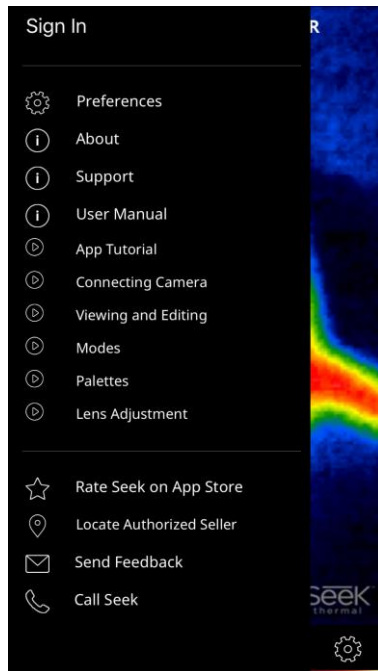 Sign In
R
Preferences
About
Support
User Manual
App Tutorial
Connecting Camera
Viewing and Editing
Modes
Palettes
Lens Adjustment
Rate Seek on App Store
Locate Authorized Seller
Send Feedback
Call Seek
seek
thermal